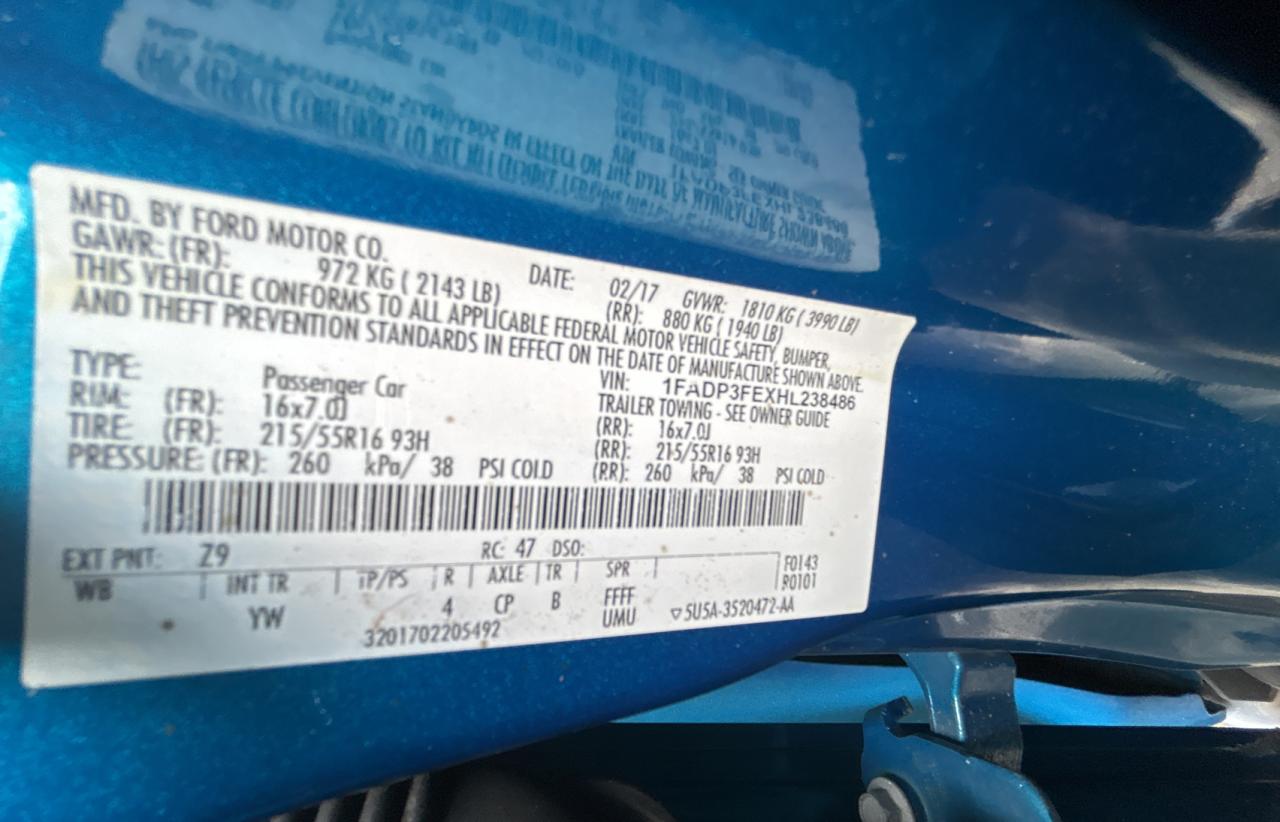 MFD. BY FORD MOTOR CO.
DATE: 02/17 GVWR: 1810 KG ( 3990 LB)
GAWR: (FR): 972 KG ( 2143 LB) (RR): 880 KG ( 1940 LB)
THIS VEHICLE CONFORMS TO ALL APPLICABLE FEDERAL MOTOR VEHICLE SAFETY, BUMPER,
AND THEFT PREVENTION STANDARDS IN EFFECT ON THE DATE OF MANUFACTURE SHOWN ABOVE.
VIN: 1FADP3FEXHL238486
TYPE: Passenger Car TRAILER TOWING - SEE OWNER GUIDE
RIM: (FR): 16x7.0J (RR): 16x7.0J
TIRE (FR): 215/55R16 93H (RR): 215/55R16 93H
PRESSURE: (FR): 260 kPa/ 38 PSI COLD (RR): 260 kPa/ 38 PSI COLD
EXT PNT: Z9 RC: 47 DSO:
WB INT TR TP/PS R AXLE TR SPR F0143
R0101
YW 4 CP B FFFF
UMU ▽5U5A-3520472-AA
3201702205492